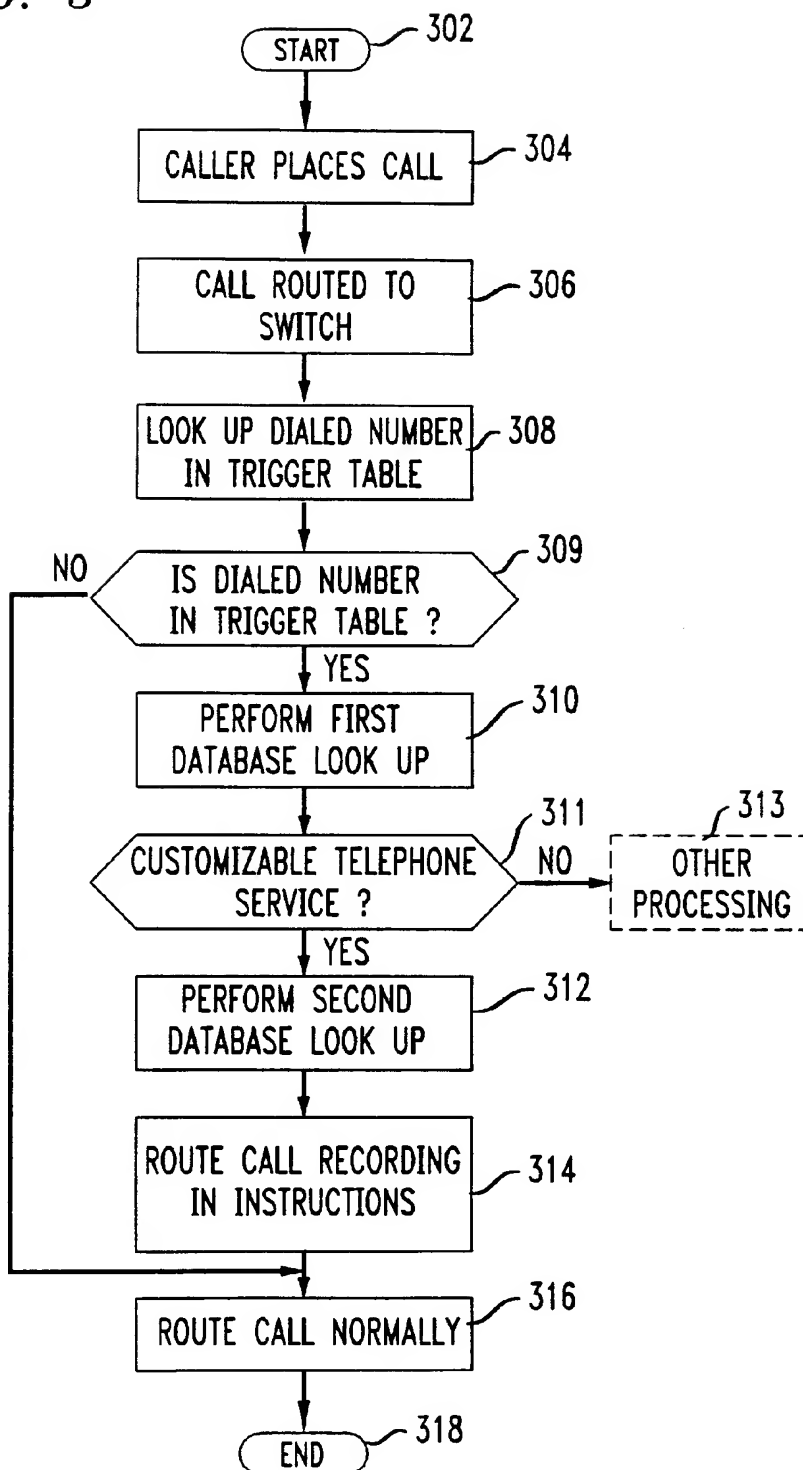 START
302
CALLER PLACES CALL
304
CALL ROUTED TO
SWITCH
306
LOOK UP DIALED NUMBER
IN TRIGGER TABLE
308
NO
IS DIALED NUMBER
IN TRIGGER TABLE ?
309
YES
PERFORM FIRST
DATABASE LOOK UP
310
CUSTOMIZABLE TELEPHONE
SERVICE ?
311
NO
313
OTHER
PROCESSING
YES
PERFORM SECOND
DATABASE LOOK UP
312
ROUTE CALL RECORDING
IN INSTRUCTIONS
314
ROUTE CALL NORMALLY
316
END
318